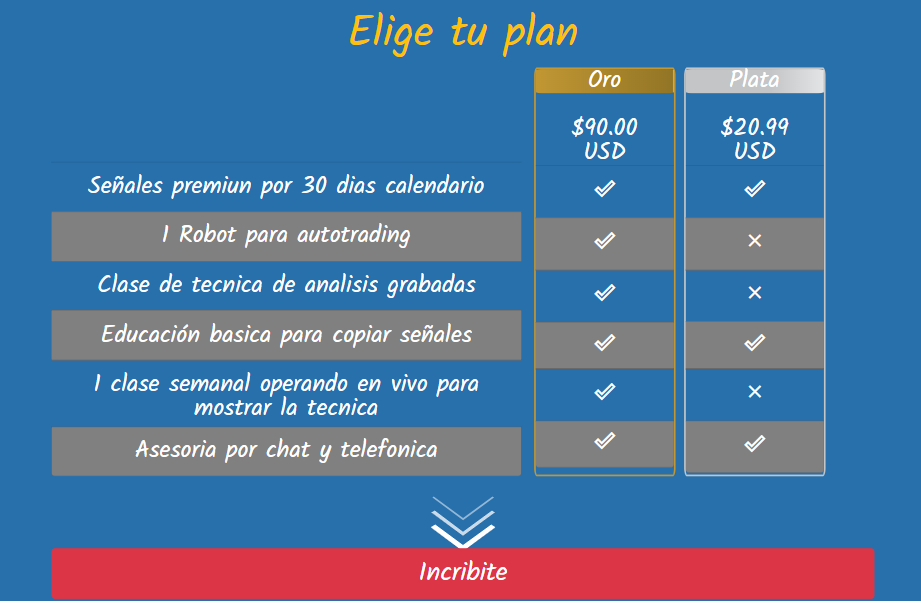 Elige tu plan
Oro
Plata
$90.00
USD
$20.99
USD
Señales premiun por 30 dias calendario
1 Robot para autotrading
Clase de tecnica de analisis grabadas
Educación basica para copiar señales
1 clase semanal operando en vivo para
mostrar la tecnica
Asesoria por chat y telefonica
Incribite